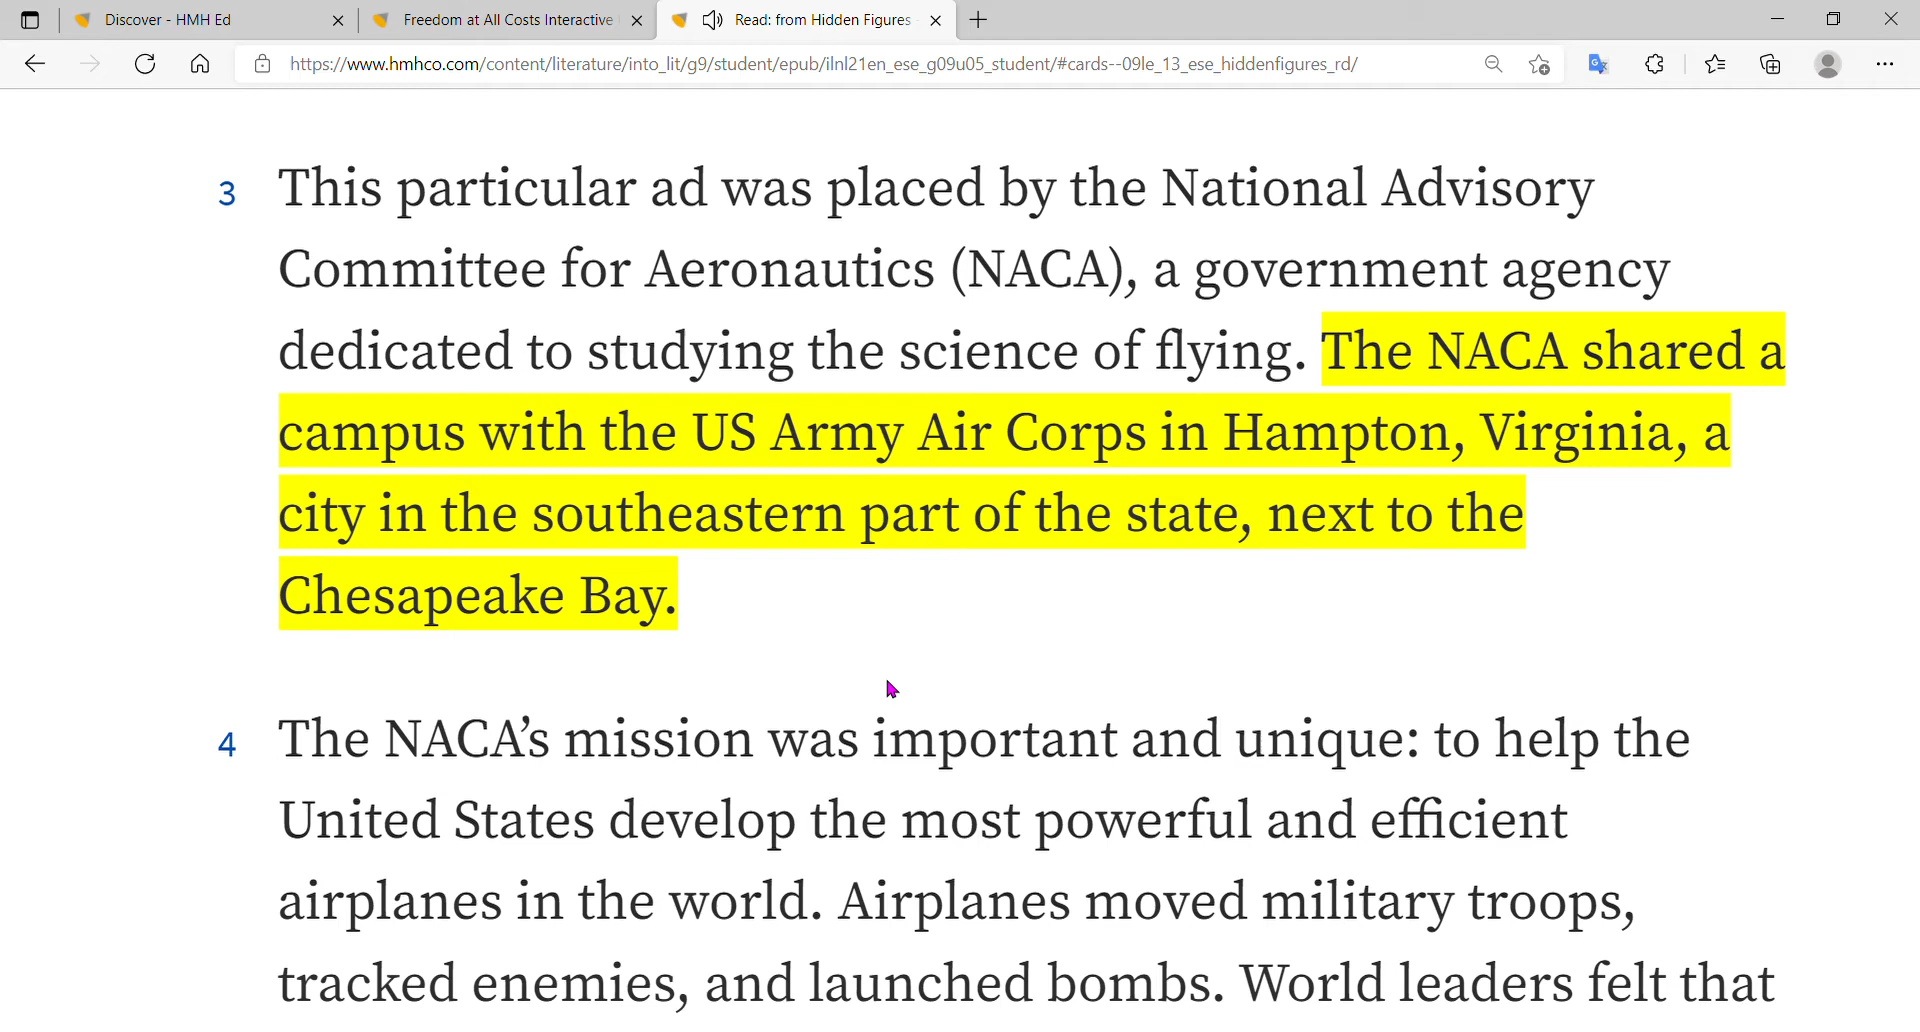 Discover - HMH Ed
Freedom at All Costs Interactive
Read: from Hidden Figures
https://www.hmhco.com/content/literature/into_lit/g9/student/epub/ilnl21en_ese_g09u05_student/#cards--09le_13_ese_hiddenfigures_rd/
3 This particular ad was placed by the National Advisory
Committee for Aeronautics (NACA), a government agency
dedicated to studying the science of flying. The NACA shared a
campus with the US Army Air Corps in Hampton, Virginia, a
city in the southeastern part of the state, next to the
Chesapeake Bay.
4 The NACA’s mission was important and unique: to help the
United States develop the most powerful and efficient
airplanes in the world. Airplanes moved military troops,
tracked enemies, and launched bombs. World leaders felt that